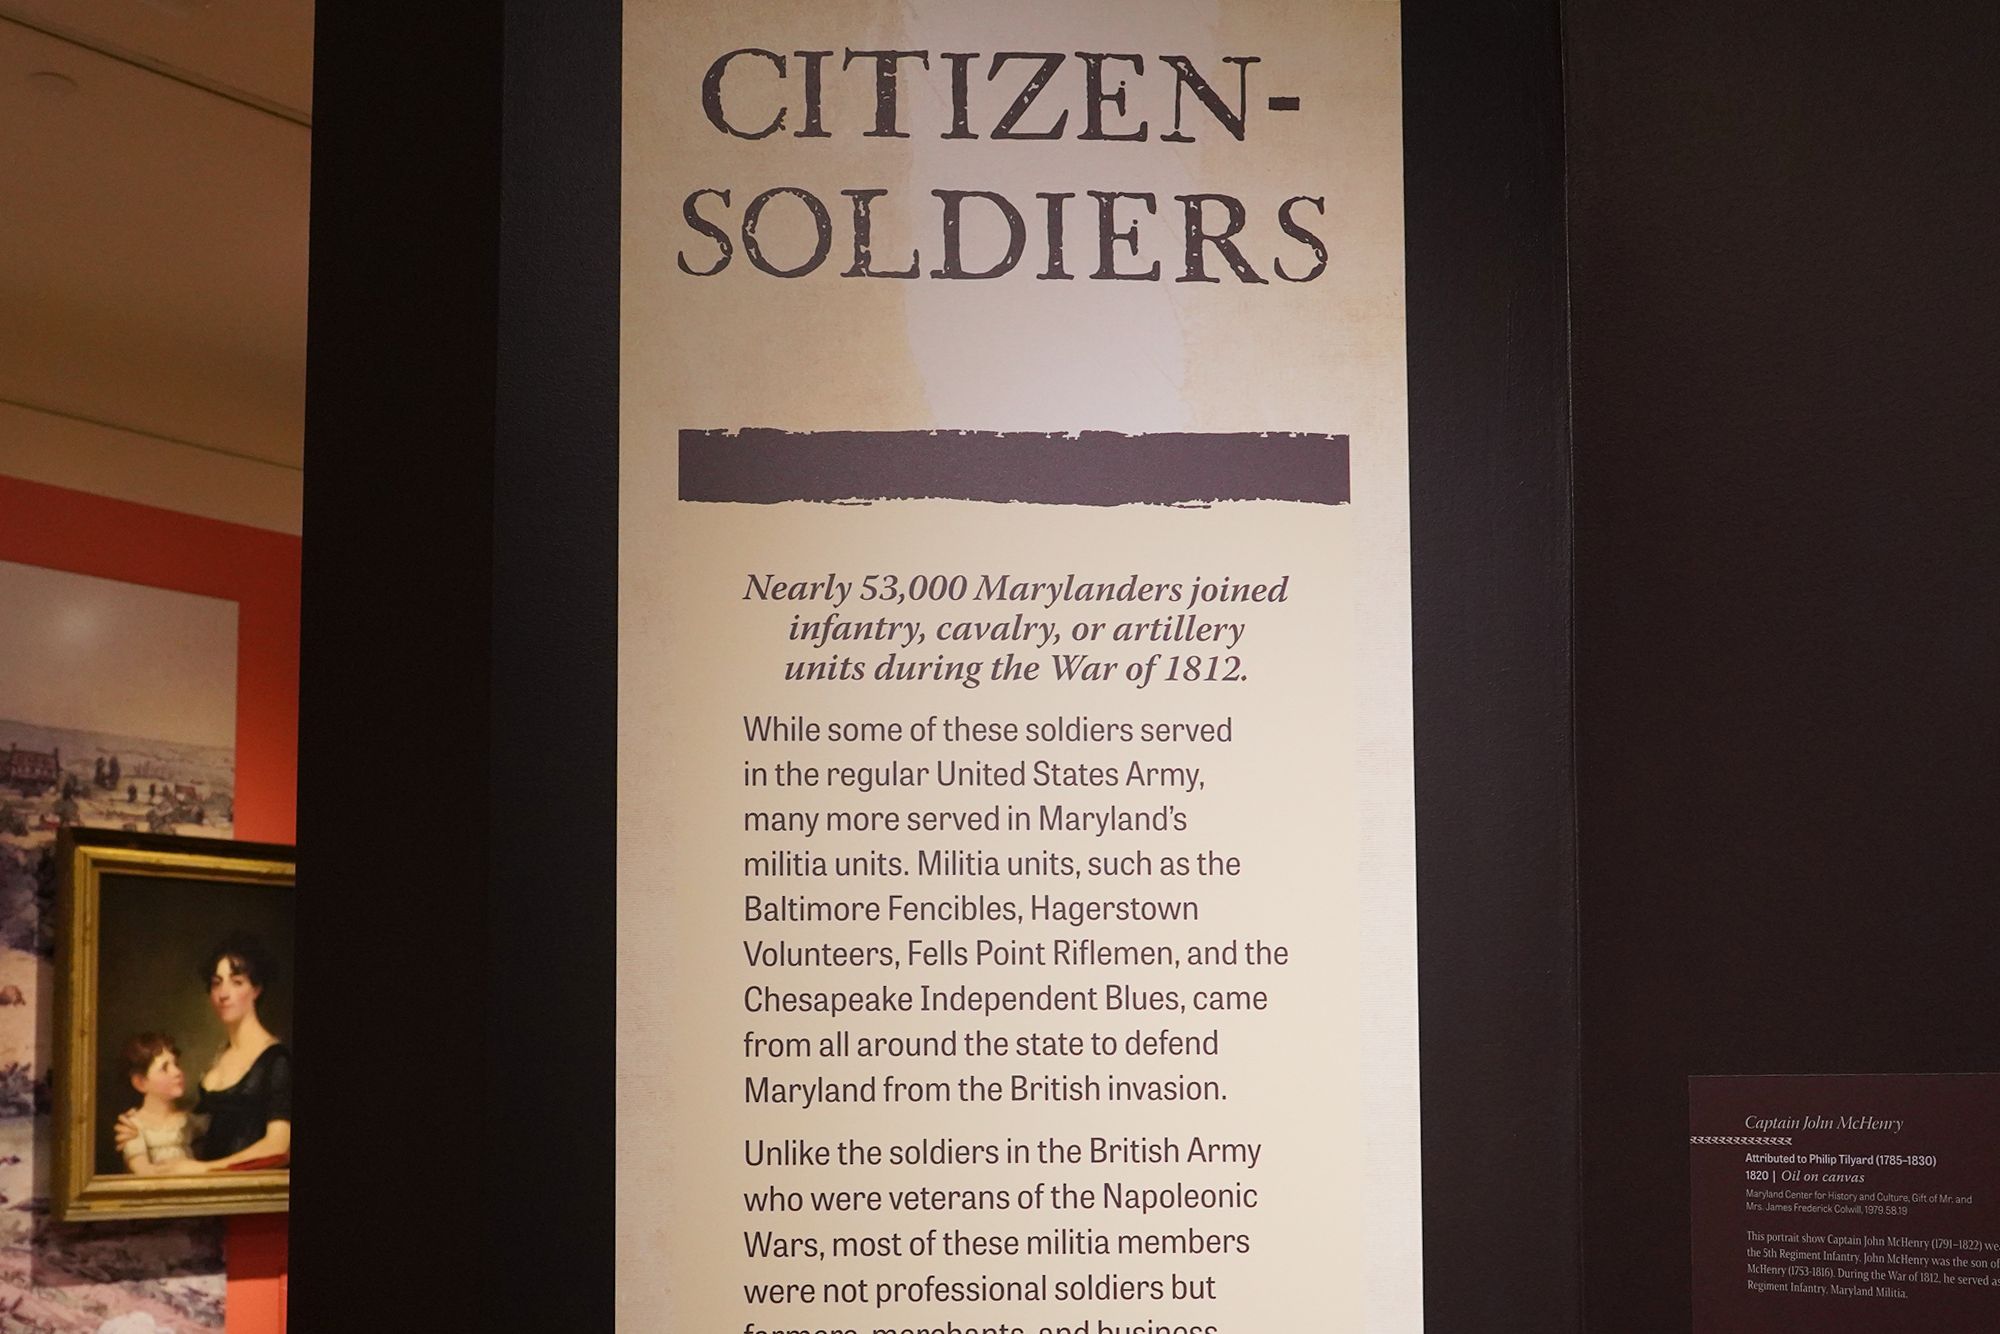 CITIZEN-
SOLDIERS
Nearly 53,000 Marylanders joined
infantry, cavalry, or artillery
units during the War of 1812.
While some of these soldiers served
in the regular United States Army,
many more served in Maryland's
militia units. Militia units, such as the
Baltimore Fencibles, Hagerstown
Volunteers, Fells Point Riflemen, and the
Chesapeake Independent Blues, came
from all around the state to defend
Maryland from the British invasion.
Unlike the soldiers in the British Army
who were veterans of the Napoleonic
Wars, most of these militia members
were not professional soldiers but
farmers, merchants, and business
Captain John McHenry
Attributed to Philip Tilyard (1785–1830)
1820 | Oil on canvas
Maryland Center for History and Culture, Gift of Mr. and
Mrs. James Frederick Colwill, 1979.58.19
This portrait show Captain John McHenry (1791–1822)
the 5th Regiment Infantry. John McHenry was the son of
McHenry (1753-1816). During the War of 1812, he served as
Regiment Infantry, Maryland Militia.